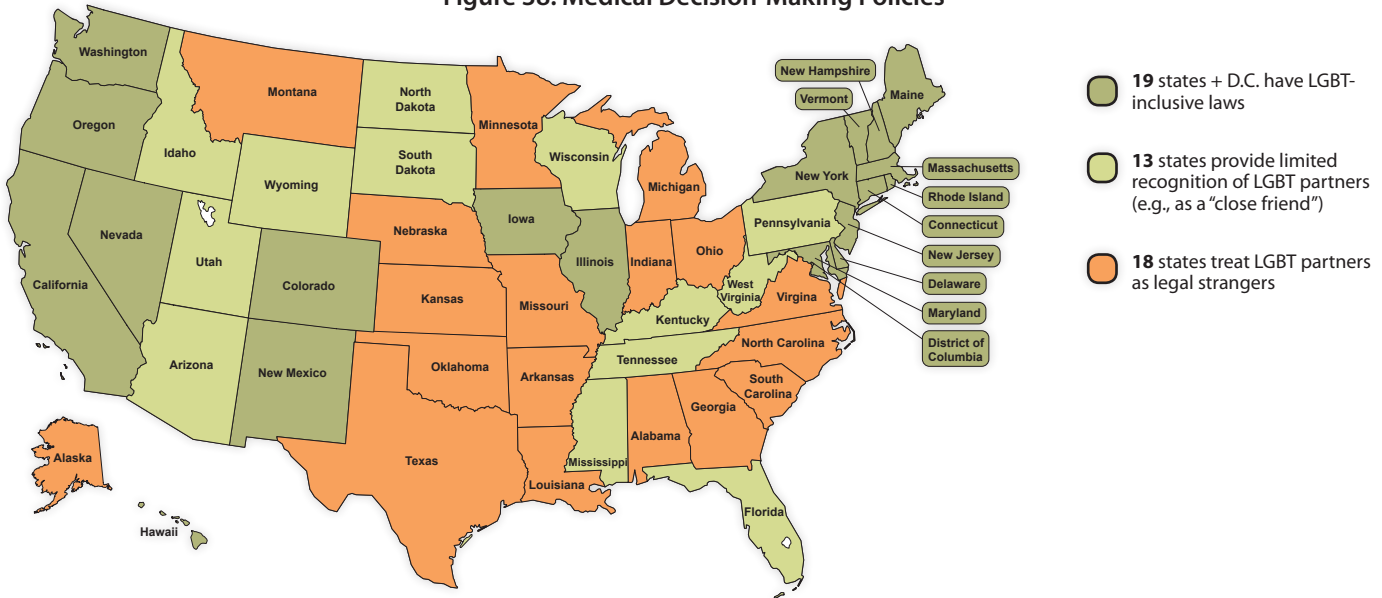 Figure 38: Medical Decision-Making Policies
Washington
Oregon
California
Nevada
Idaho
Montana
Wyoming
Utah
Arizona
Colorado
New Mexico
North
Dakota
South
Dakota
Nebraska
Kansas
Oklahoma
Texas
Minnesota
Iowa
Missouri
Arkansas
Louisiana
Wisconsin
Illinois
Michigan
Indiana
Ohio
Kentucky
Tennessee
Mississippi
Alabama
Georgia
Florida
South
Carolina
North Carolina
Virgina
West
Virginia
Pennsylvania
New York
Maine
New Hampshire
Vermont
Massachusetts
Rhode Island
Connecticut
New Jersey
Delaware
Maryland
District of
Columbia
Alaska
Hawaii
19 states + D.C. have LGBT-
inclusive laws
13 states provide limited
recognition of LGBT partners
(e.g., as a “close friend”)
18 states treat LGBT partners
as legal strangers